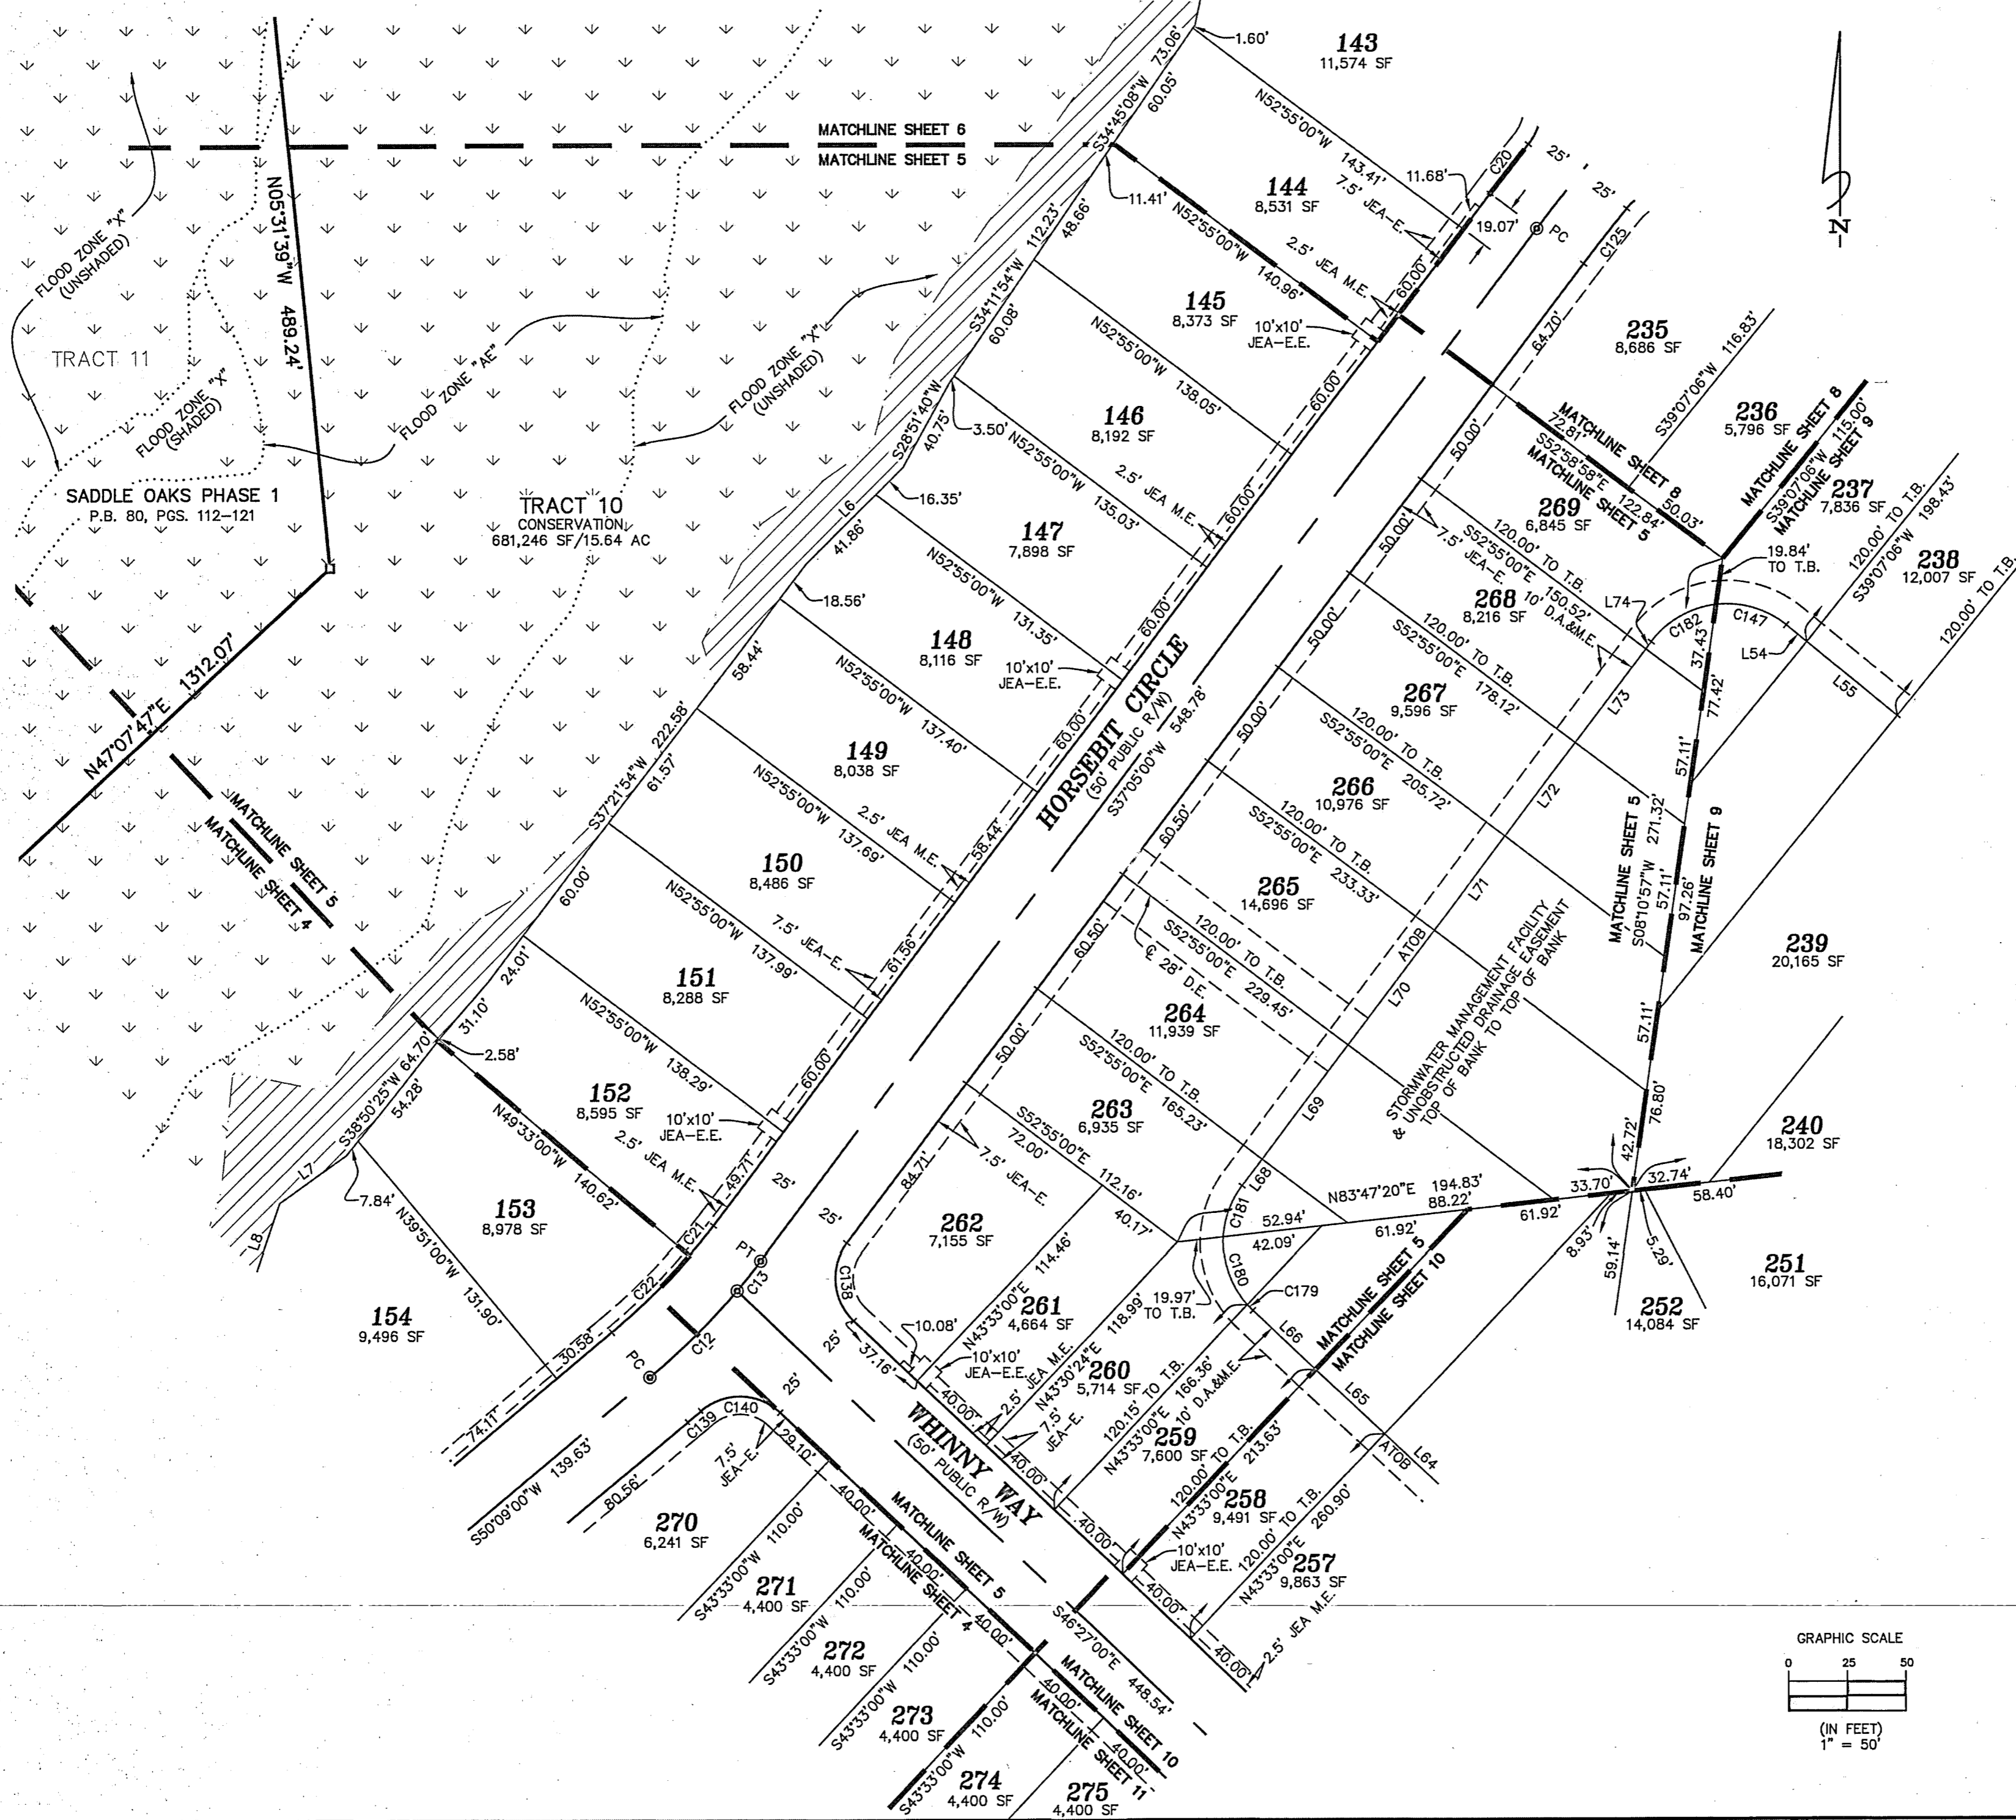 MATCHLINE SHEET 6
MATCHLINE SHEET 5
N05°31'39"W 489.24'
FLOOD ZONE "X"
(UNSHADED)
TRACT 11
FLOOD ZONE "X"
(SHADED)
FLOOD ZONE "AE"
FLOOD ZONE "X"
(UNSHADED)
SADDLE OAKS PHASE 1
P.B. 80, PGS. 112-121
TRACT 10
CONSERVATION
681,246 SF/15.64 AC
N47°07'47"E 1312.07'
MATCHLINE SHEET 5
MATCHLINE SHEET 4
S34°45'08"W 73.06'
60.05'
1.60'
143
11,574 SF
N52°55'00"W 143.41'
7.5' JEA-E.
11.68'
C20
25'
25'
19.07'
PC
C125
N
11.41'
144
8,531 SF
N52°55'00"W 140.96'
2.5' JEA M.E.
60.00'
S34°11'54"W 112.23'
48.66'
60.08'
145
8,373 SF
10'x10'
JEA-E.E.
N52°55'00"W 138.05'
60.00'
S28°51'40"W
40.75'
3.50'
146
8,192 SF
N52°55'00"W 135.03'
2.5' JEA M.E.
60.00'
16.35'
L6
41.86'
147
7,898 SF
N52°55'00"W 131.35'
60.00'
18.56'
148
8,116 SF
10'x10'
JEA-E.E.
N52°55'00"W 137.40'
60.00'
58.44'
S37°21'54"W 222.58'
61.57'
149
8,038 SF
N52°55'00"W 137.69'
2.5' JEA M.E.
58.44'
60.00'
150
8,486 SF
N52°55'00"W 137.99'
7.5' JEA-E.
61.56'
24.01'
31.10'
151
8,288 SF
N52°55'00"W 138.29'
60.00'
2.58'
S38°50'25"W 64.70'
54.28'
152
8,595 SF
10'x10'
JEA-E.E.
2.5' JEA M.E.
49.71'
N49°33'00"W 140.62'
L7
L8
7.84'
153
8,978 SF
N39°51'00"W 131.90'
C21
C22
30.58'
74.11'
154
9,496 SF
HORSEBIT CIRCLE
(50' PUBLIC R/W)
S37°05'00"W 548.78'
25'
25'
PT
C13
C12
PC
25'
25'
S50°09'00"W 139.63'
64.70'
235
8,686 SF
S39°07'06"W 116.83'
236
5,796 SF
MATCHLINE SHEET 8
S39°07'06"W 115.00'
MATCHLINE SHEET 9
237
7,836 SF
120.00' TO T.B.
S39°07'06"W 198.43'
238
12,007 SF
120.00' TO T.B.
MATCHLINE SHEET 8
72.81'
50.03'
S52°58'58"E 122.84'
MATCHLINE SHEET 5
50.00'
269
6,845 SF
120.00' TO T.B.
S52°55'00"E 150.52'
7.5' JEA-E.
10' D.A.&M.E.
19.84'
TO T.B.
L74
C182
C147
L54
L55
37.43'
77.42'
50.00'
268
8,216 SF
120.00' TO T.B.
S52°55'00"E 178.12'
L73
50.00'
267
9,596 SF
120.00' TO T.B.
S52°55'00"E 205.72'
L72
57.11'
50.00'
266
10,976 SF
120.00' TO T.B.
S52°55'00"E 233.33'
L71
MATCHLINE SHEET 5
S08°10'57"W 271.32'
57.11'
97.26'
MATCHLINE SHEET 9
60.50'
265
14,696 SF
120.00' TO T.B.
S52°55'00"E 229.45'
℄ 28' D.E.
ATOB
L70
STORMWATER MANAGEMENT FACILITY
& UNOBSTRUCTED DRAINAGE EASEMENT
TOP OF BANK TO TOP OF BANK
239
20,165 SF
57.11'
60.50'
264
11,939 SF
120.00' TO T.B.
S52°55'00"E 165.23'
L69
50.00'
263
6,935 SF
S52°55'00"E 112.16'
72.00'
40.17'
L68
C181
76.80'
42.72'
240
18,302 SF
N83°47'20"E 194.83'
52.94'
88.22'
33.70'
32.74'
58.40'
42.09'
61.92'
61.92'
8.93'
59.14'
5.29'
251
16,071 SF
252
14,084 SF
84.71'
7.5' JEA-E.
262
7,155 SF
C138
37.16'
10.08'
N43°33'00"E 114.46'
261
4,664 SF
10'x10'
JEA-E.E.
40.00'
2.5' JEA M.E.
N43°30'24"E 118.99'
260
5,714 SF
7.5'
JEA-E.
19.97'
TO T.B.
C180
C179
L66
120.15' TO T.B.
N43°33'00"E 166.36'
10' D.A.&M.E.
MATCHLINE SHEET 5
MATCHLINE SHEET 10
L65
L64
ATOB
40.00'
259
7,600 SF
120.00' TO T.B.
N43°33'00"E 213.63'
40.00'
258
9,491 SF
10'x10'
JEA-E.E.
120.00' TO T.B.
N43°33'00"E 260.90'
257
9,863 SF
40.00'
40.00'
2.5' JEA M.E.
WHINNY WAY
(50' PUBLIC R/W)
S46°27'00"E 448.54'
C139
C140
7.5'
JEA-E.
29.10'
80.56'
270
6,241 SF
S43°33'00"W 110.00'
40.00'
MATCHLINE SHEET 5
MATCHLINE SHEET 4
271
4,400 SF
S43°33'00"W 110.00'
40.00'
272
4,400 SF
S43°33'00"W 110.00'
40.00'
273
4,400 SF
S43°33'00"W 110.00'
40.00'
MATCHLINE SHEET 10
MATCHLINE SHEET 11
40.00'
274
4,400 SF
275
4,400 SF
GRAPHIC SCALE
0 25 50
(IN FEET)
1" = 50'